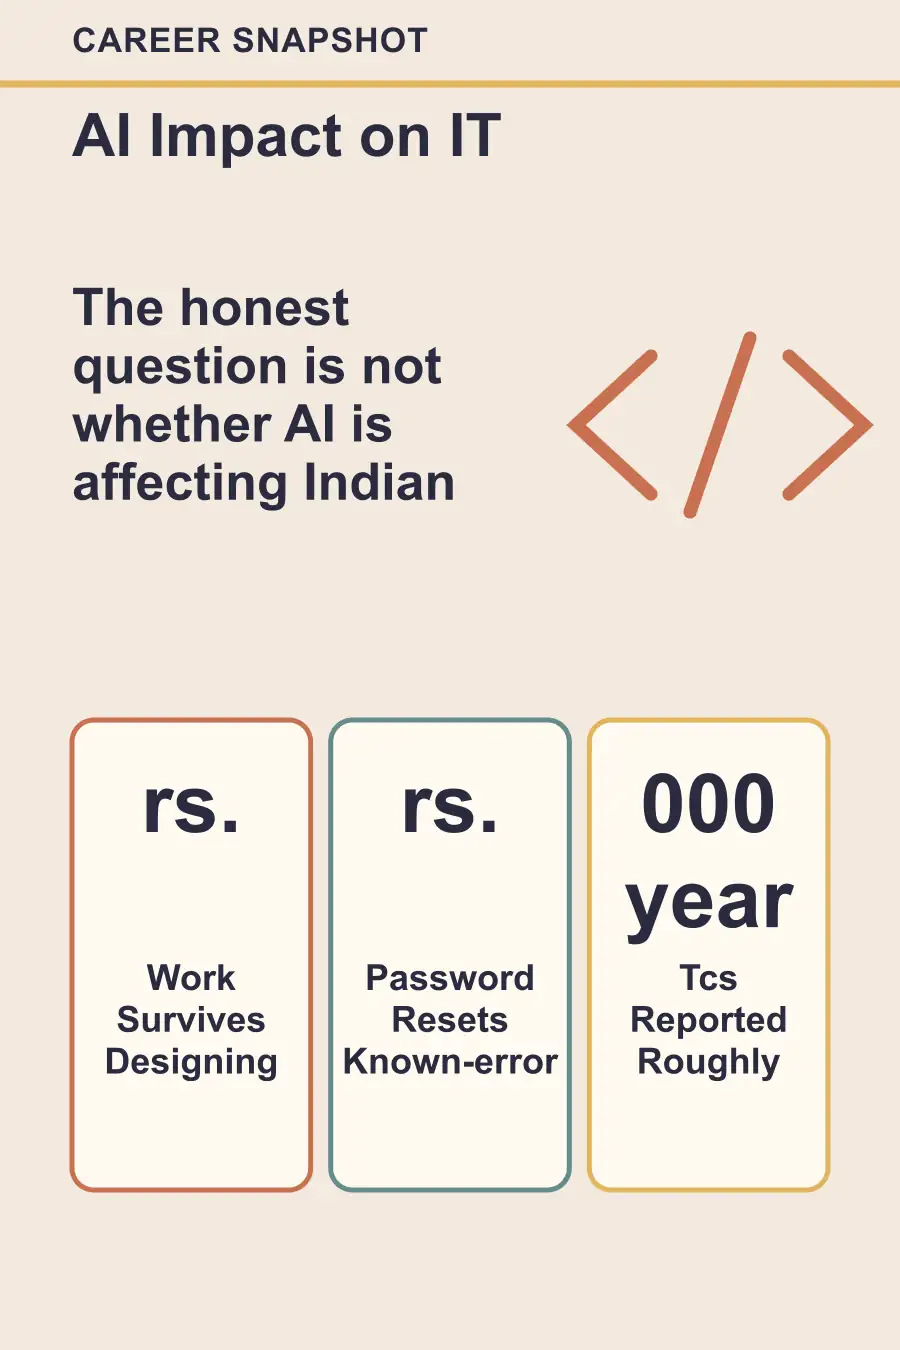 CAREER SNAPSHOT
AI Impact on IT
The honest
question is not
whether AI is
affecting Indian
rs.
Work
Survives
Designing
rs.
Password
Resets
Known-error
000
year
Tcs
Reported
Roughly